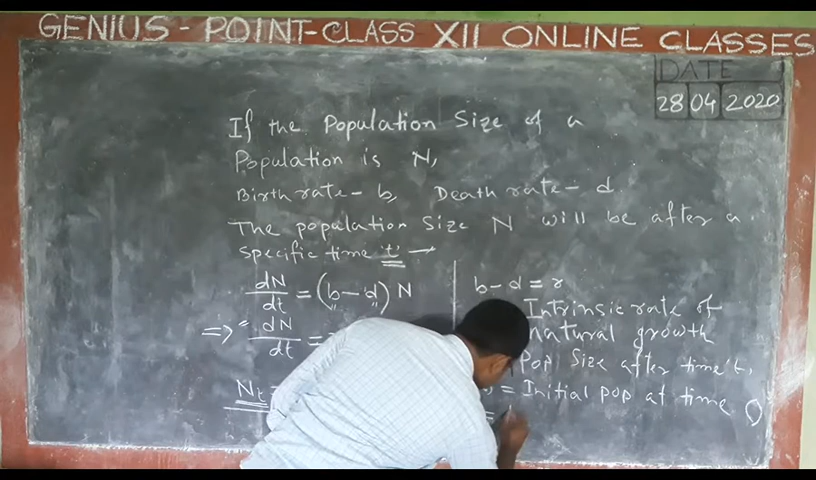 GENIUS - POINT-CLASS XII ONLINE CLASSES
DATE
28 04 2020
If the Population Size of a
Population is N,
Birth rate - b, Death rate - d
The population Size N will be after a
Specific time 't' —
dN/dt = (b - d) N
b - d = r
Intrinsic rate of
=> dN/dt =
natural growth
Pop Size after time 't,
Nt =
= Initial pop at time 0
=